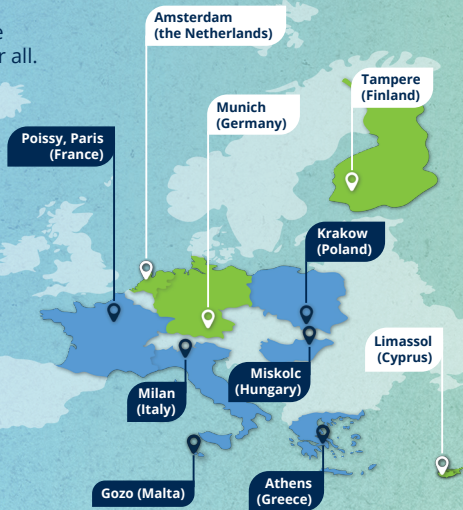 e
r all.
Amsterdam
(the Netherlands)
Tampere
(Finland)
Munich
(Germany)
Poissy, Paris
(France)
Krakow
(Poland)
Limassol
(Cyprus)
Miskolc
(Hungary)
Milan
(Italy)
Gozo (Malta)
Athens
(Greece)